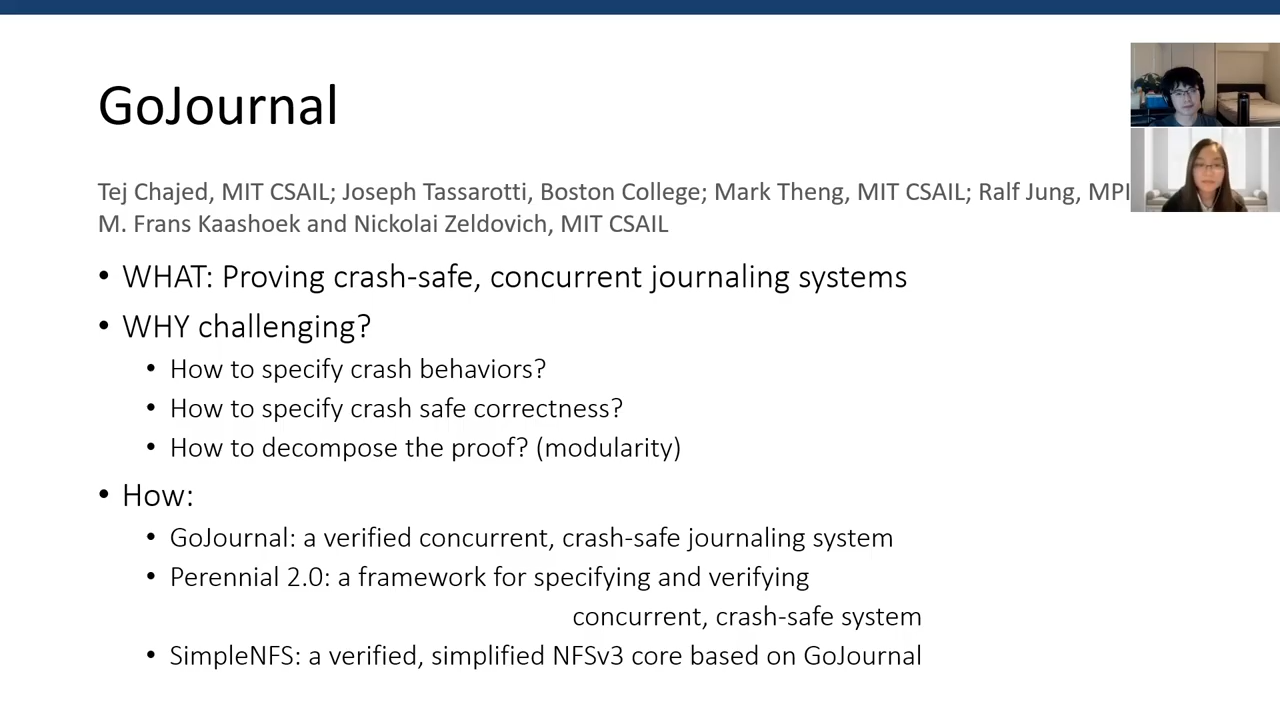 GoJournal
Tej Chajed, MIT CSAIL; Joseph Tassarotti, Boston College; Mark Theng, MIT CSAIL; Ralf Jung, MPI
M. Frans Kaashoek and Nickolai Zeldovich, MIT CSAIL
• WHAT: Proving crash-safe, concurrent journaling systems
• WHY challenging?
• How to specify crash behaviors?
• How to specify crash safe correctness?
• How to decompose the proof? (modularity)
• How:
• GoJournal: a verified concurrent, crash-safe journaling system
• Perennial 2.0: a framework for specifying and verifying
concurrent, crash-safe system
• SimpleNFS: a verified, simplified NFSv3 core based on GoJournal